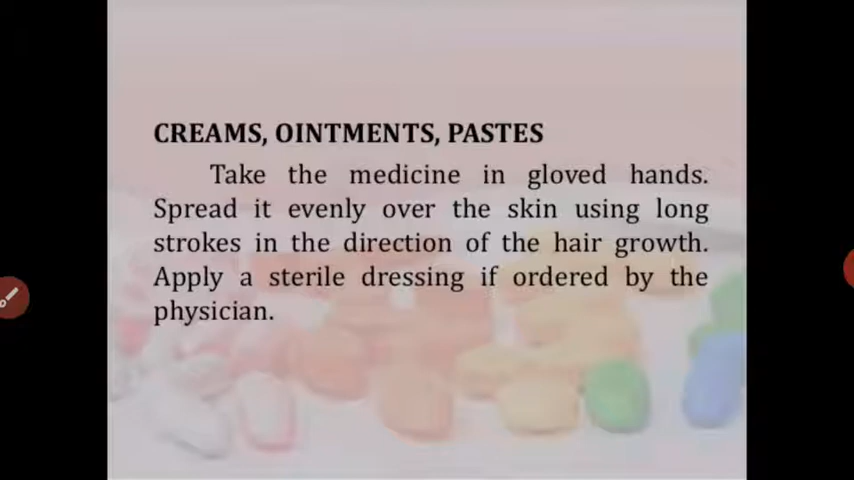 CREAMS, OINTMENTS, PASTES
Take the medicine in gloved hands.
Spread it evenly over the skin using long
strokes in the direction of the hair growth.
Apply a sterile dressing if ordered by the
physician.